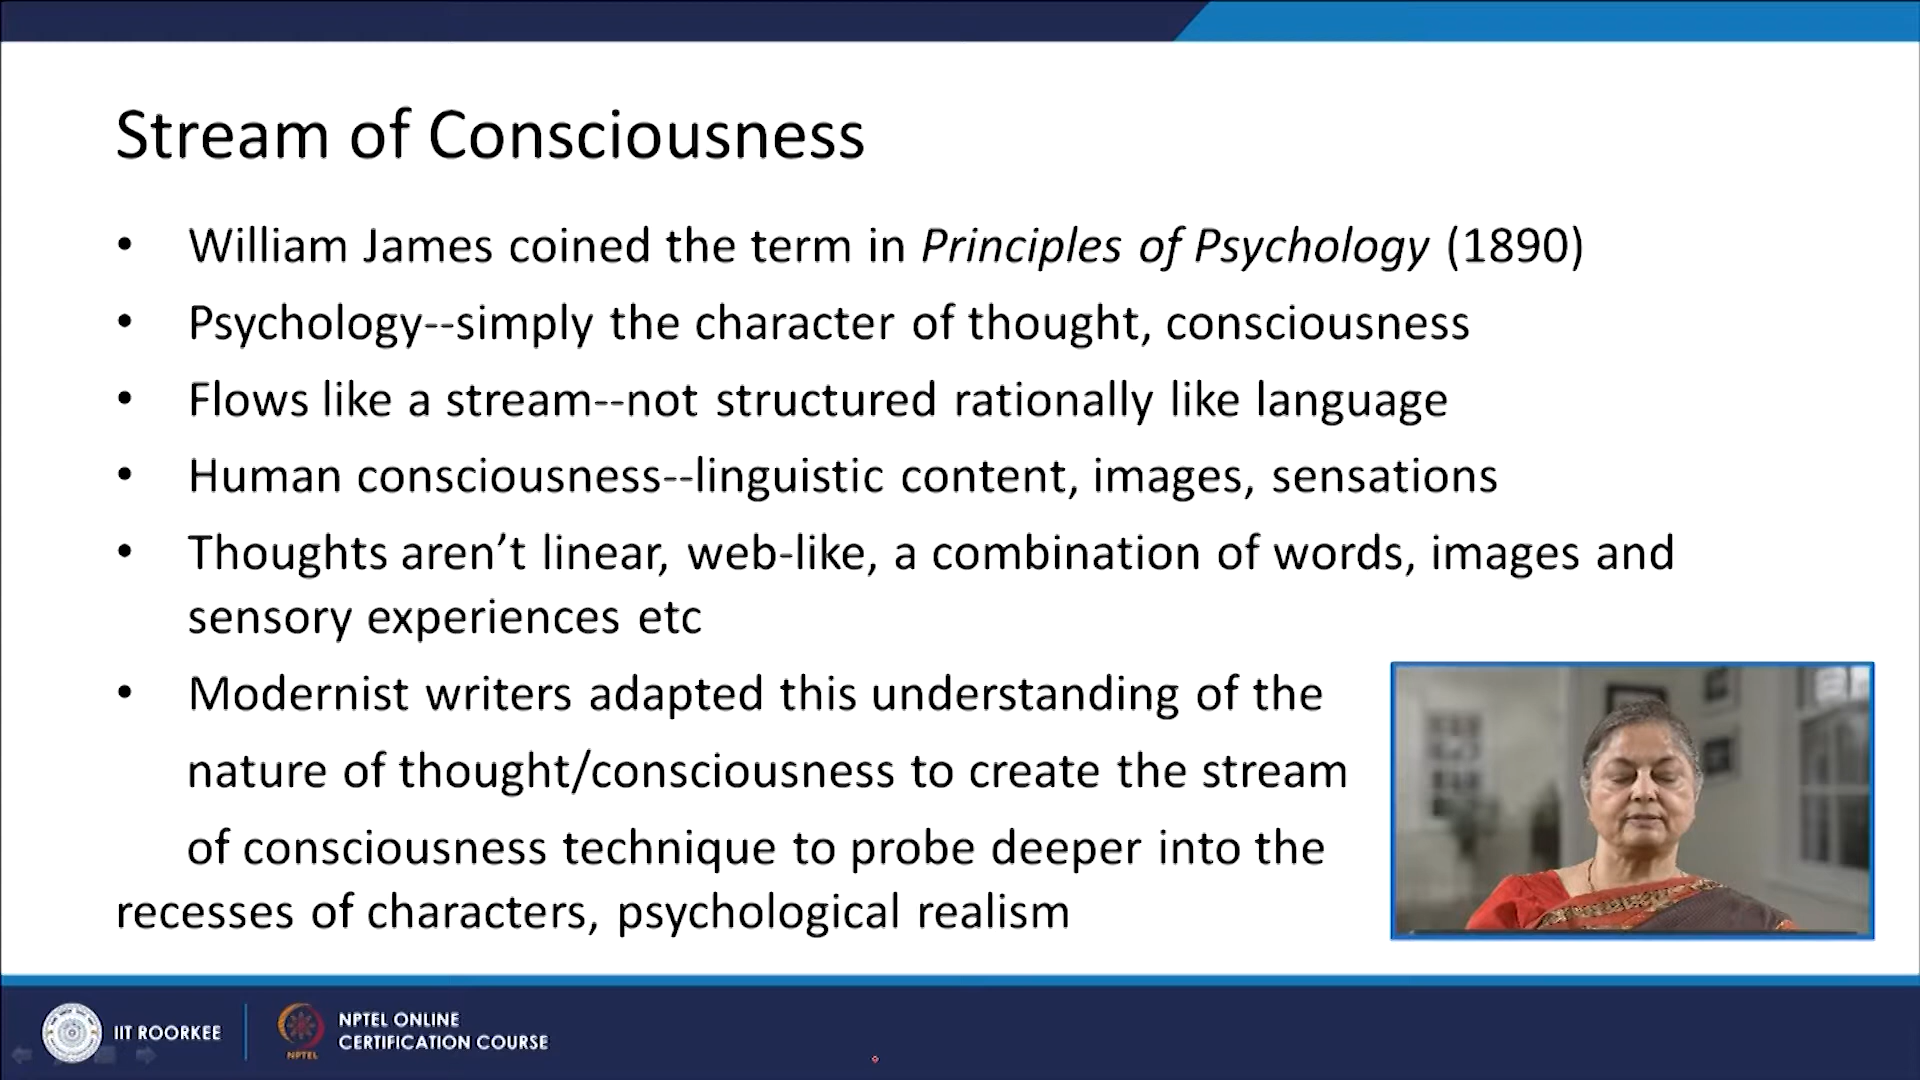 Stream of Consciousness
• William James coined the term in Principles of Psychology (1890)
• Psychology--simply the character of thought, consciousness
• Flows like a stream--not structured rationally like language
• Human consciousness--linguistic content, images, sensations
• Thoughts aren’t linear, web-like, a combination of words, images and
sensory experiences etc
• Modernist writers adapted this understanding of the
nature of thought/consciousness to create the stream
of consciousness technique to probe deeper into the
recesses of characters, psychological realism
IIT ROORKEE
NPTEL
NPTEL ONLINE
CERTIFICATION COURSE